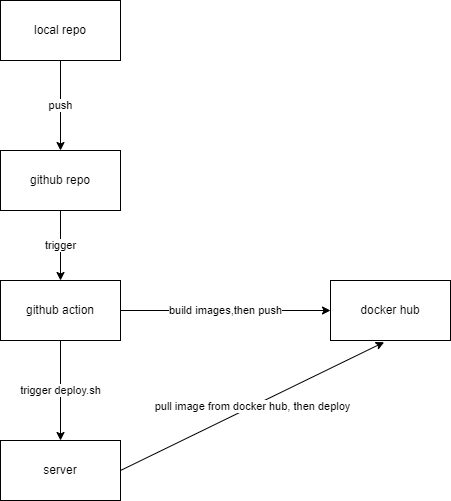 local repo
push
github repo
trigger
github action
build images,then push
docker hub
trigger deploy.sh
pull image from docker hub, then deploy
server